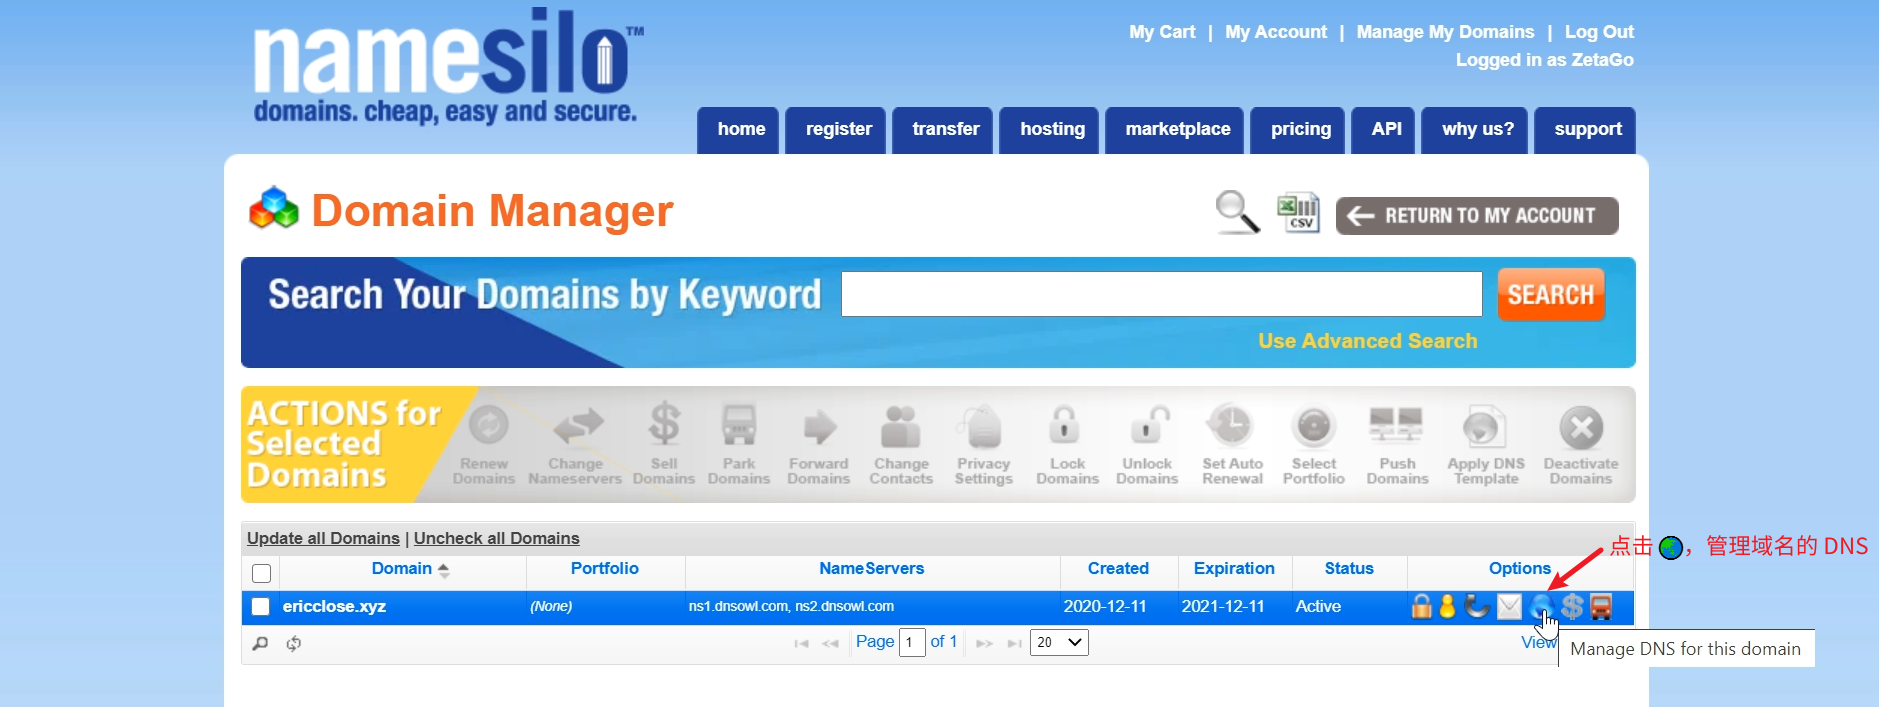 namesilo™
domains. cheap, easy and secure.
My Cart | My Account | Manage My Domains | Log Out
Logged in as ZetaGo
home register transfer hosting marketplace pricing API why us? support
Domain Manager
CSV
RETURN TO MY ACCOUNT
Search Your Domains by Keyword
SEARCH
Use Advanced Search
ACTIONS for
Selected
Domains
Renew
Domains
Change
Nameservers
Sell
Domains
Park
Domains
Forward
Domains
Change
Contacts
Privacy
Settings
Lock
Domains
Unlock
Domains
Set Auto
Renewal
Select
Portfolio
Push
Domains
Apply DNS
Template
Deactivate
Domains
Update all Domains | Uncheck all Domains
点击 ，管理域名的 DNS
Domain Portfolio NameServers Created Expiration Status Options
ericclose.xyz (None) ns1.dnsowl.com, ns2.dnsowl.com 2020-12-11 2021-12-11 Active
Page 1 of 1 20 View
Manage DNS for this domain